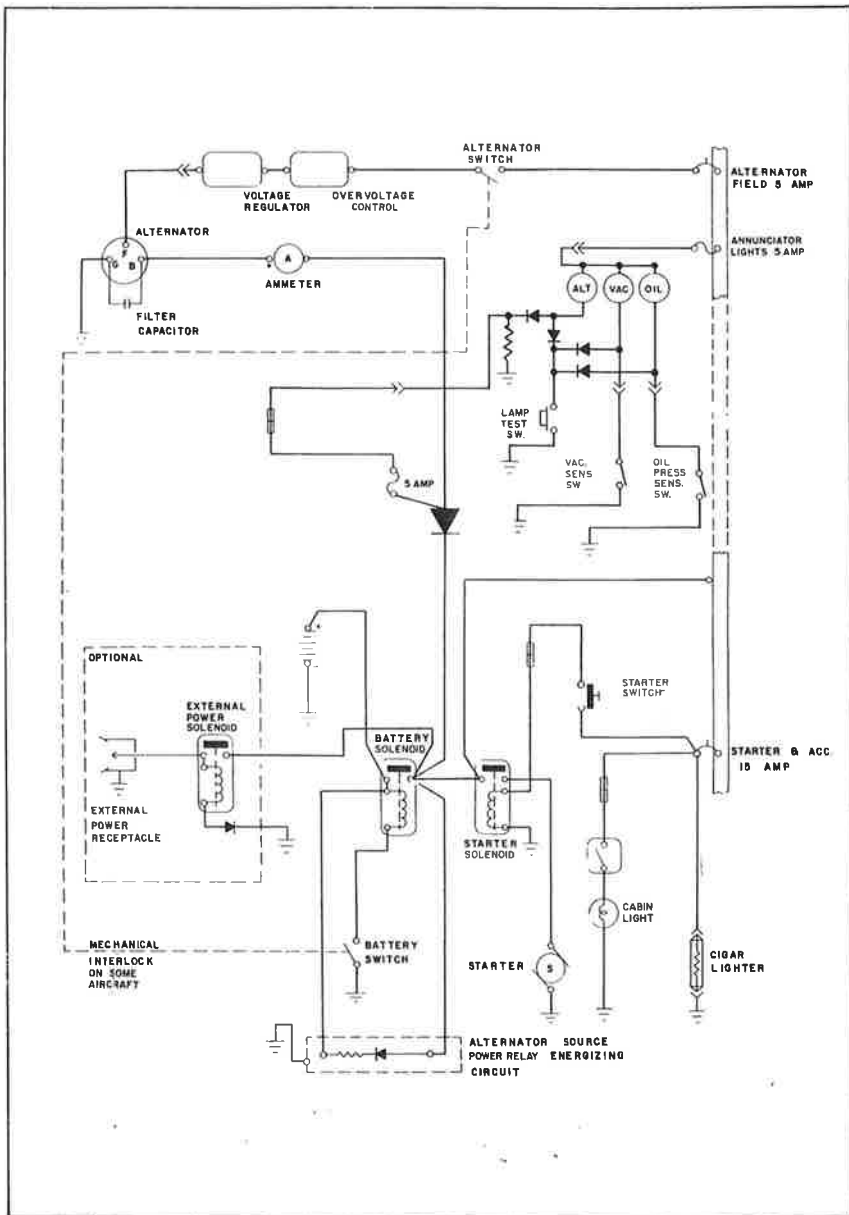 ALTERNATOR
SWITCH
ALTERNATOR
FIELD 5 AMP
VOLTAGE
REGULATOR
OVERVOLTAGE
CONTROL
ALTERNATOR
F
G
B
A
AMMETER
FILTER
CAPACITOR
ANNUNCIATOR
LIGHTS 5 AMP
ALT
VAC
OIL
LAMP
TEST
SW.
VAC.
SENS
SW
OIL
PRESS
SENS.
SW.
5 AMP
OPTIONAL
EXTERNAL
POWER
SOLENOID
EXTERNAL
POWER
RECEPTACLE
+
BATTERY
SOLENOID
STARTER
SOLENOID
STARTER
SWITCH
STARTER & ACC.
15 AMP
CABIN
LIGHT
CIGAR
LIGHTER
MECHANICAL
INTERLOCK
ON SOME
AIRCRAFT
BATTERY
SWITCH
STARTER
S
ALTERNATOR SOURCE
POWER RELAY ENERGIZING
CIRCUIT